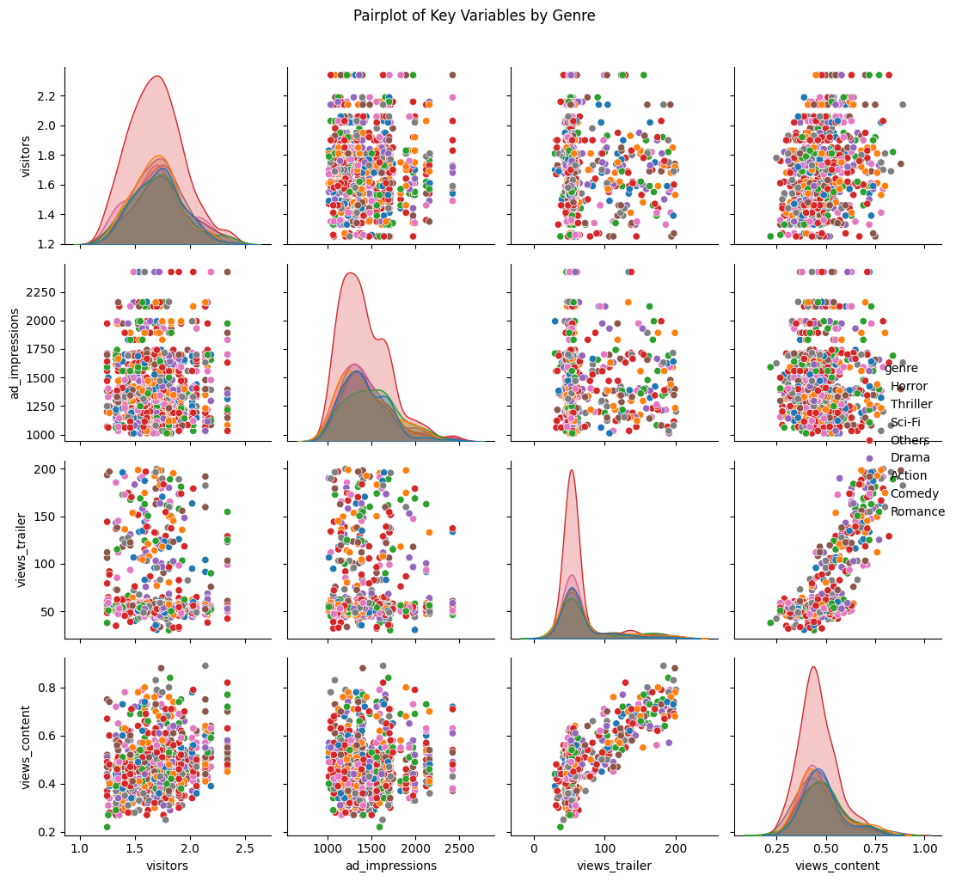 Pairplot of Key Variables by Genre
visitors
2.2
2.0
1.8
1.6
1.4
1.2
ad_impressions
2250
2000
1750
1500
1250
1000
genre
Horror
Thriller
Sci-Fi
Others
Drama
Action
Comedy
Romance
views_trailer
200
150
100
50
views_content
0.8
0.6
0.4
0.2
1.0 1.5 2.0 2.5 1000 1500 2000 2500 0 100 200 0.25 0.50 0.75 1.00
visitors ad_impressions views_trailer views_content